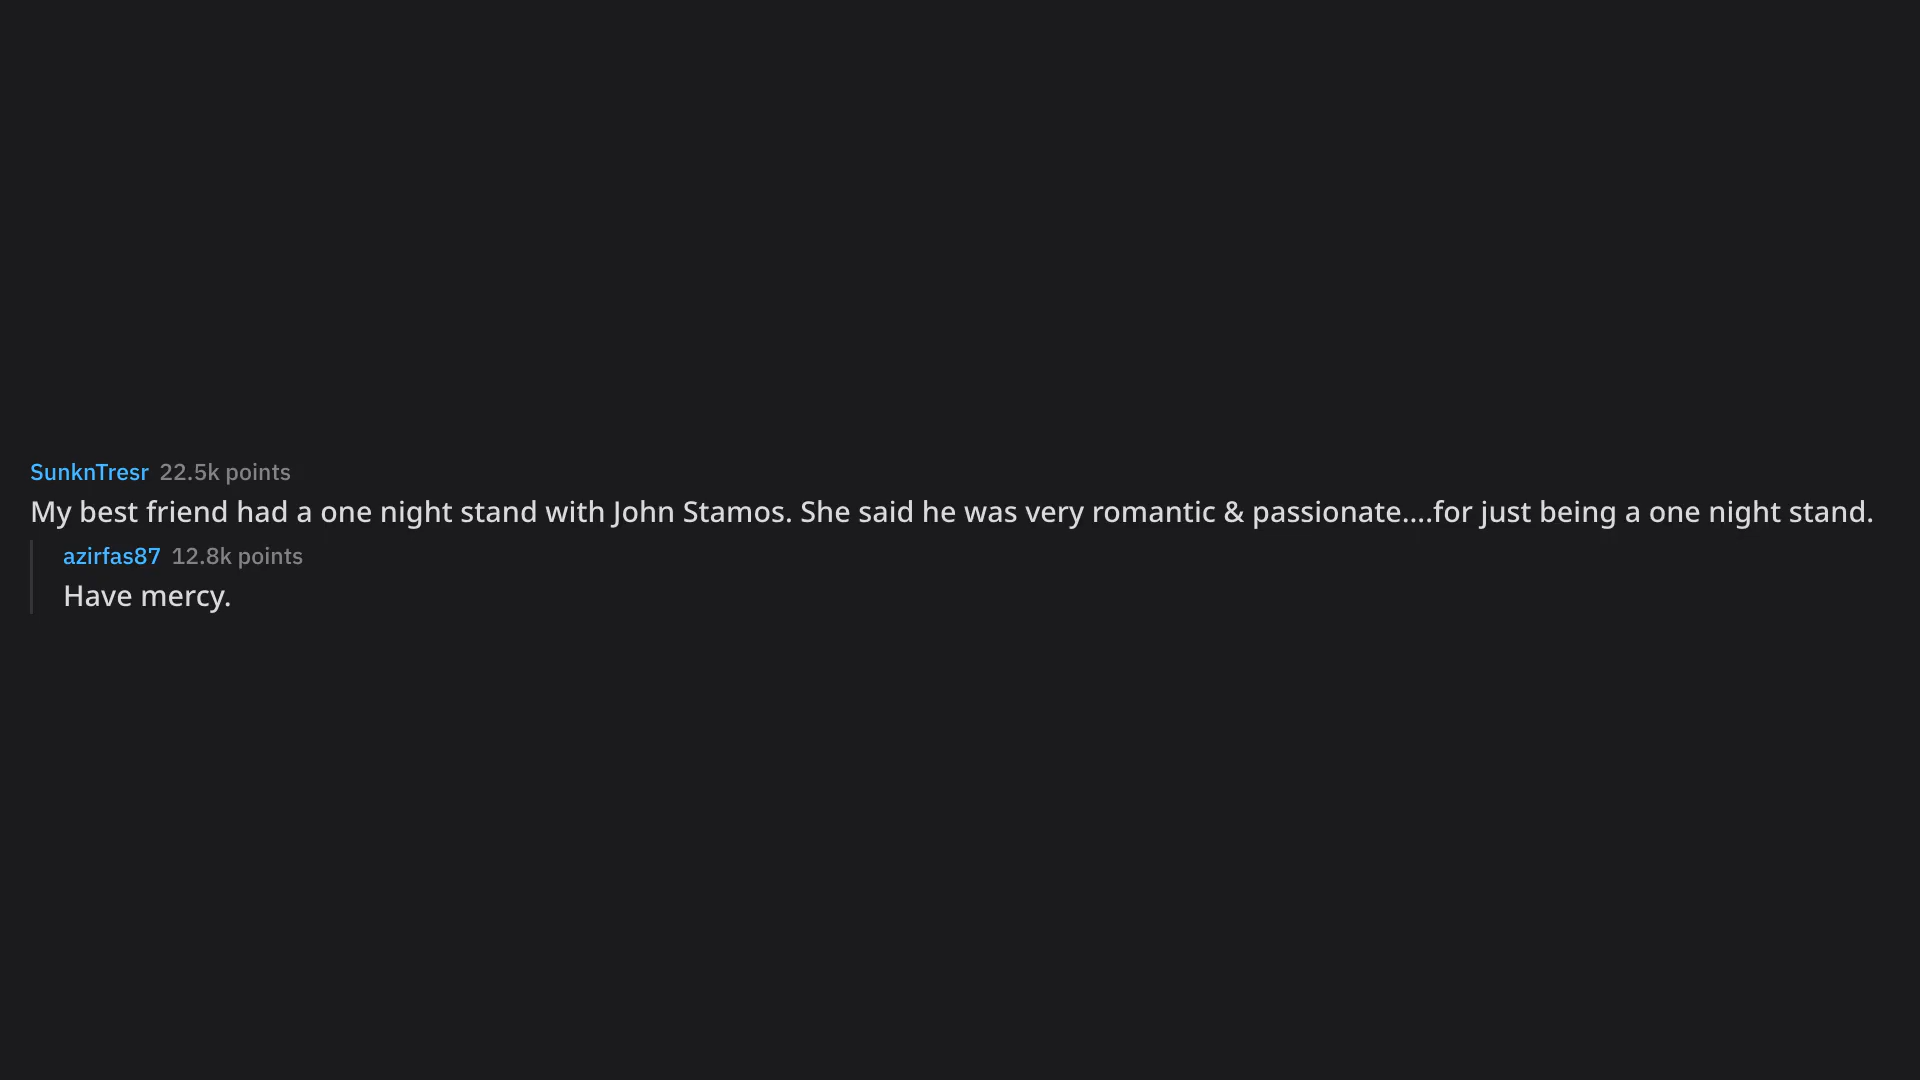 SunknTresr 22.5k points
My best friend had a one night stand with John Stamos. She said he was very romantic & passionate....for just being a one night stand.
azirfas87 12.8k points
Have mercy.